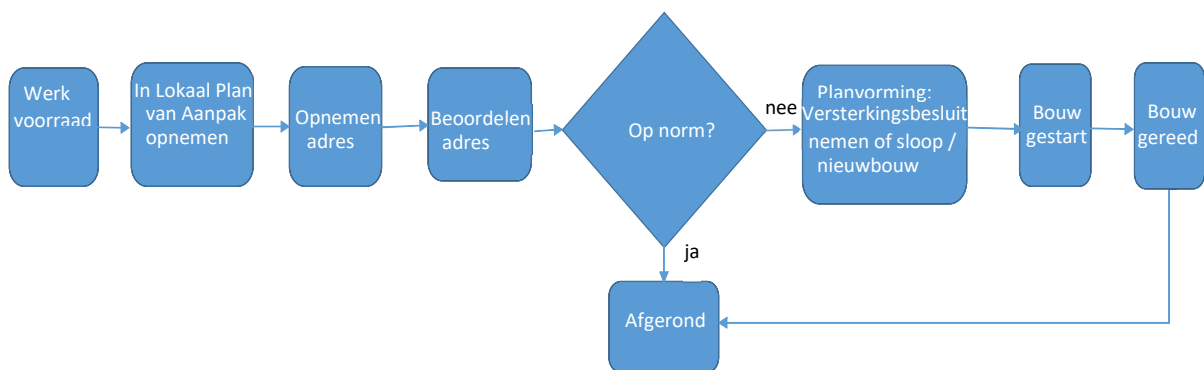 Werk
voorraad
In Lokaal Plan
van Aanpak
opnemen
Opnemen
adres
Beoordelen
adres
Op norm?
nee
Planvorming:
Versterkingsbesluit
nemen of sloop /
nieuwbouw
Bouw
gestart
Bouw
gereed
ja
Afgerond